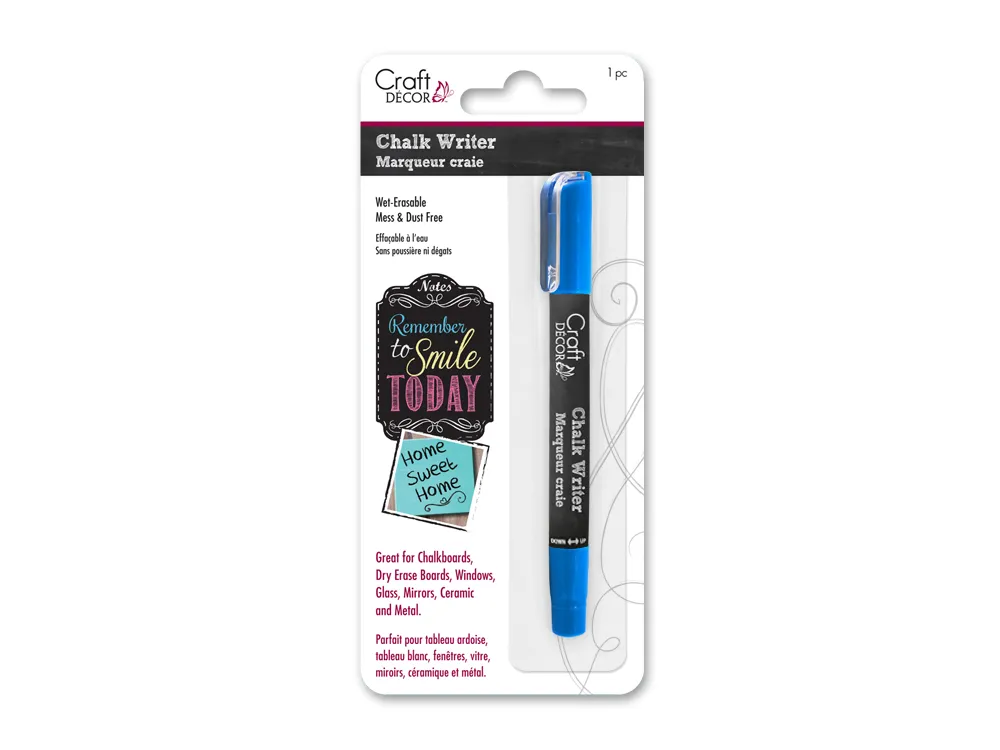 Craft
DÉCOR
1 pc
Chalk Writer
Marqueur craie
Wet-Erasable
Mess & Dust Free
Effaçable à l'eau
Sans poussière ni dégats
Notes
Remember
to Smile
TODAY
Home
Sweet
Home
Great for Chalkboards,
Dry Erase Boards, Windows,
Glass, Mirrors, Ceramic
and Metal.
Parfait pour tableau ardoise,
tableau blanc, fenêtres, vitre,
miroirs, céramique et métal.
Craft
DÉCOR
Chalk Writer
Marqueur craie
DOWN UP